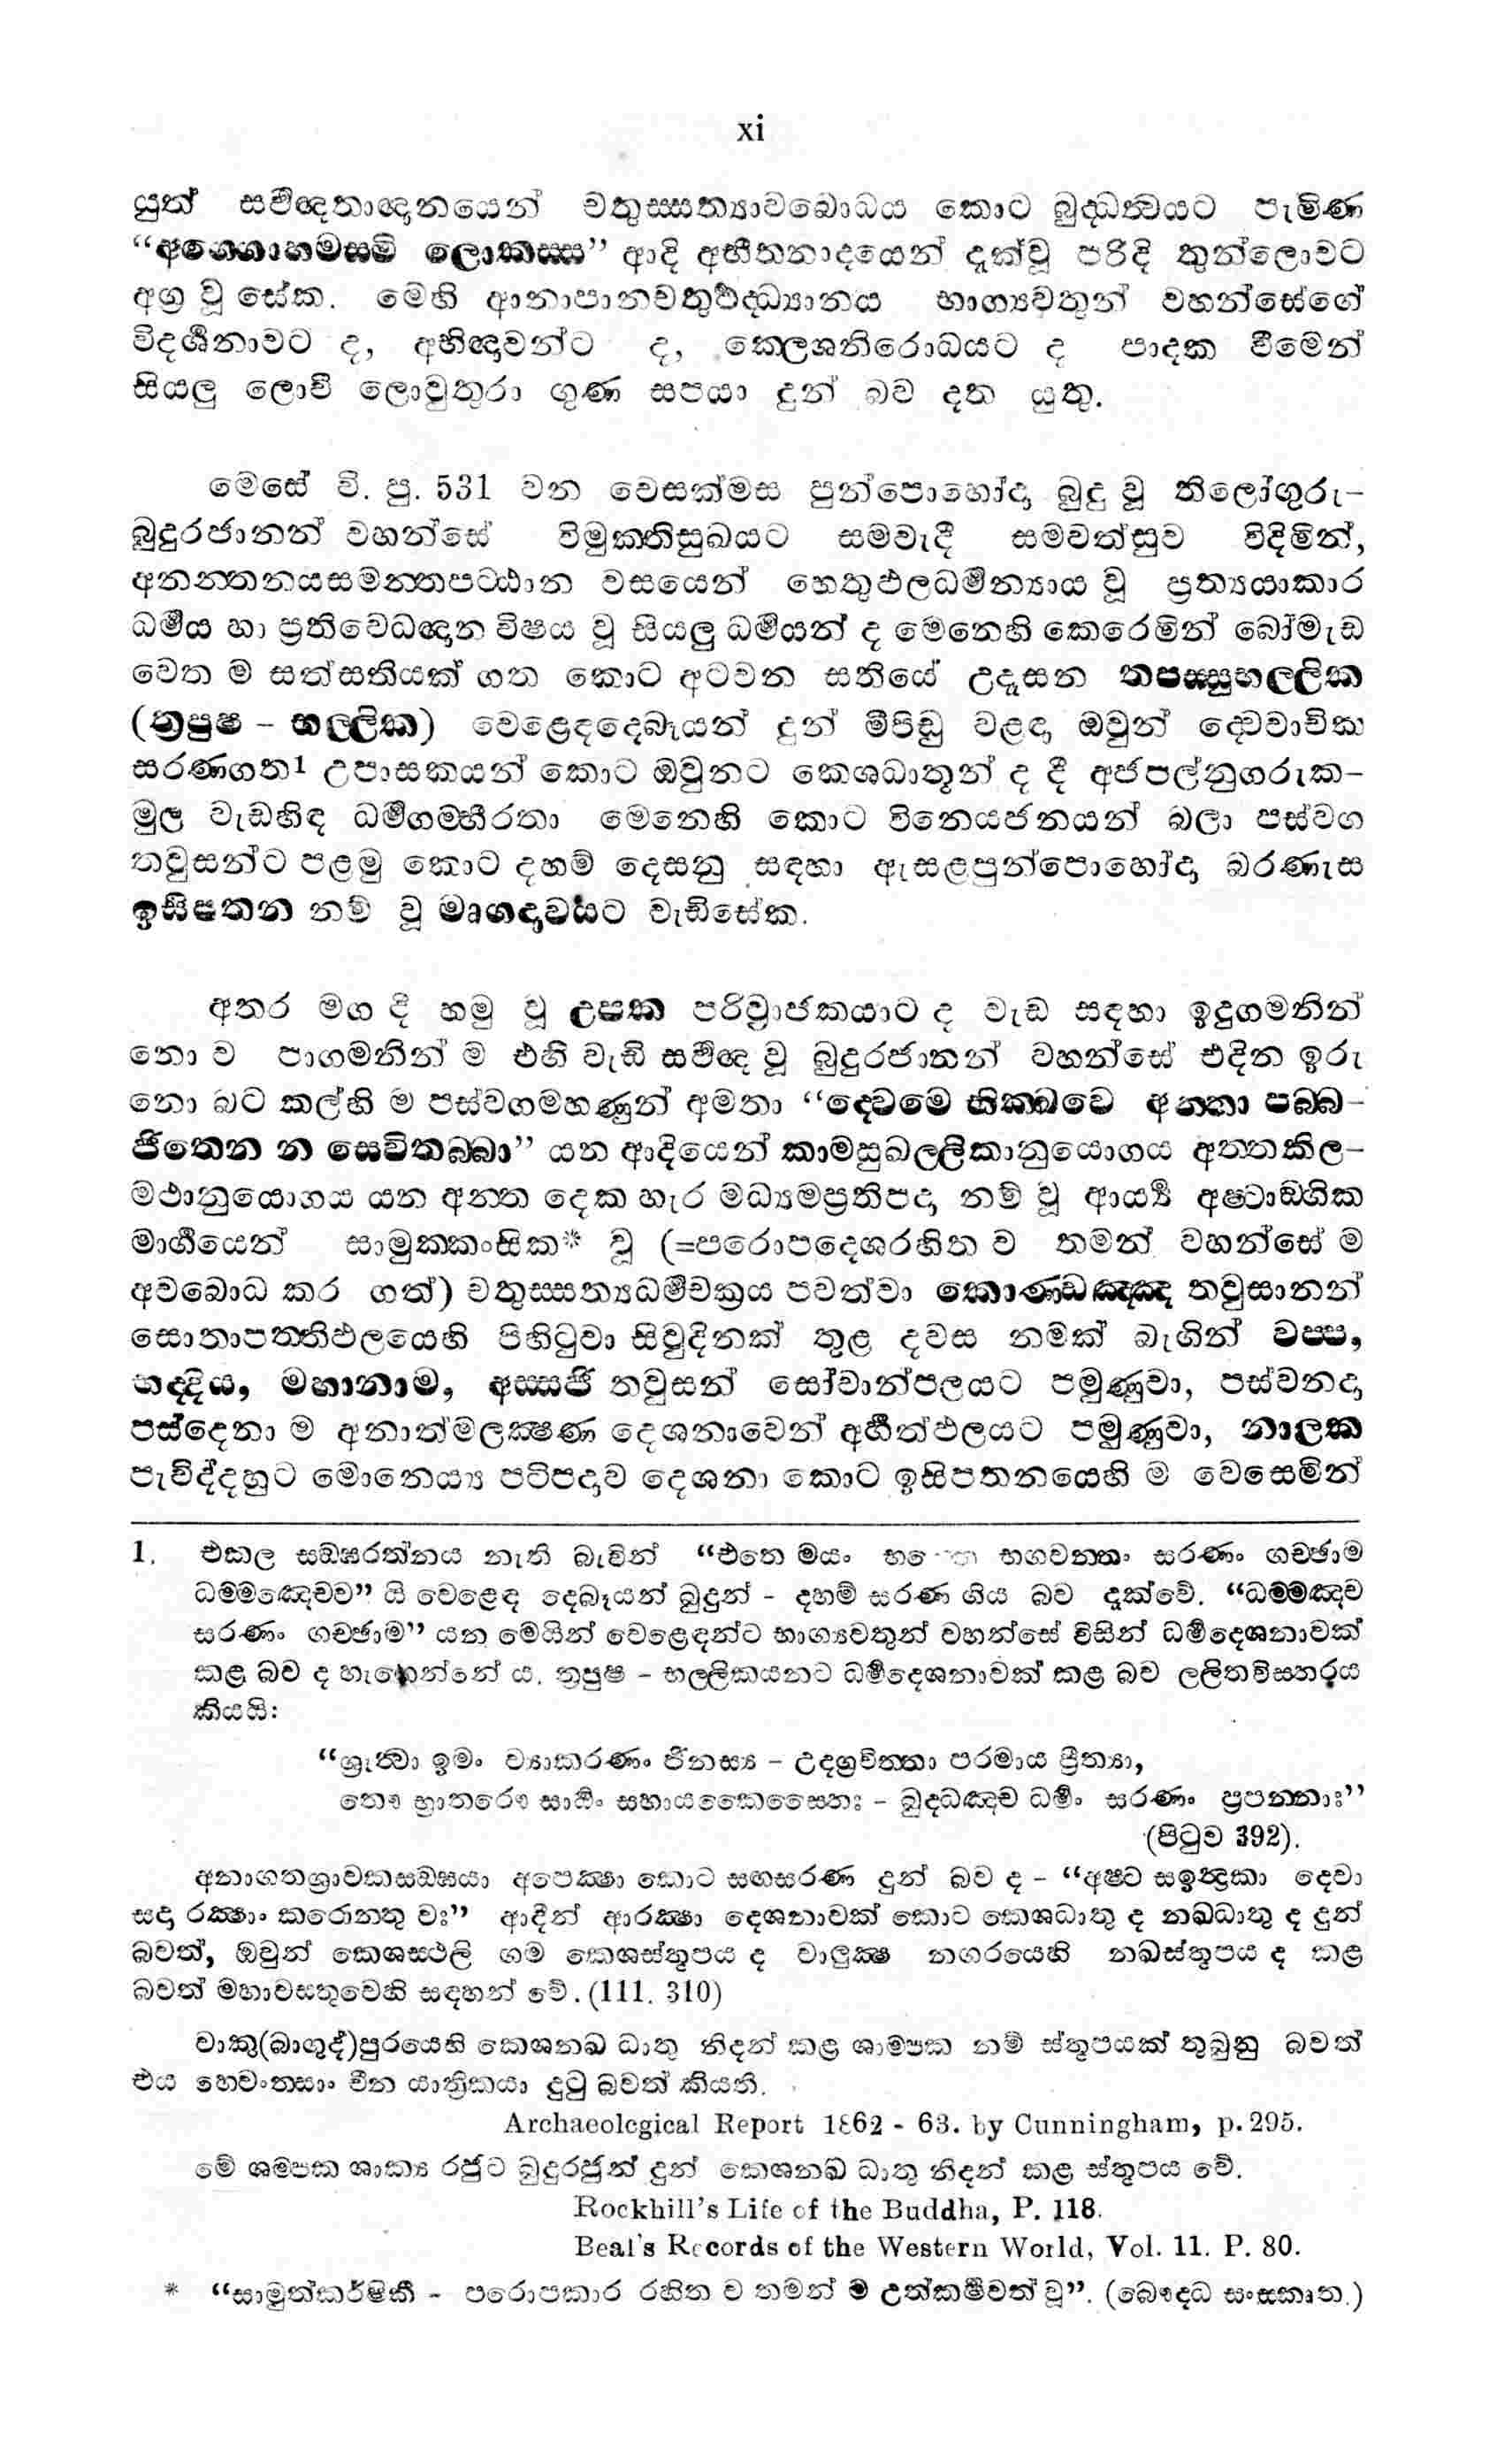 xi
යුත් සර්‍වඥතාඥානයෙන් චතුස්සත්‍යාවබොධය කොට බුද්ධත්‍වයට පැමිණ
“අග්ගොහමස්මි ලොකස්ස” ආදි අභීතනාදයෙන් දැක්වූ පරිදි තුන්ලොවට
අග්‍ර වූ සේක. මෙහි ආනාපානචතුර්‍ථද්ධ්‍යානය භාග්‍යවතුන් වහන්සේගේ
විදර්‍ශනාවට ද, අභිඥාවන්ට ද, ක්ලෙශනිරොධයට ද පාදක වීමෙන්
සියලු ලොවී ලොවුතුරා ගුණ සපයා දුන් බව දත යුතු.
මෙසේ ව්‍. පු. 531 වන වෙසක්මස පුන්පොහෝදා බුදු වූ තිලෝගුරු-
බුදුරජානන් වහන්සේ විමුක්තිසුඛයට සමවැදී සමවත්සුව විදිමින්,
අනන්තනයසමන්තපට්ඨාන වසයෙන් හෙතුඵලධර්‍මන්‍යාය වූ ප්‍රත්‍යයාකාර
ධර්‍මය හා ප්‍රතිවෙධඥාන විෂය වූ සියලු ධර්‍මයන් ද මෙනෙහි කෙරෙමින් බෝමැඩ
වෙත ම සත්සතියක් ගත කොට අටවන සතියේ උදෑසන තපස්සුභල්ලික
(ත්‍රපුෂ - භල්ලික) වෙළෙඳදෙබෑයන් දුන් මීපිඬු වළඳා ඔවුන් ද්වෙවාචික
සරණගත1 උපාසකයන් කොට ඔවුනට කෙශධාතූන් ද දී අජපල්නුගරුක-
මුල වැඩහිඳ ධර්‍මගම්භීරතා මෙනෙහි කොට විනෙයජනයන් බලා පස්වග
තවුසන්ට පළමු කොට දහම් දෙසනු සඳහා ඇසළපුන්පොහෝදා බරණැස
ඉසිපතන නම් වූ මෘගදායට වැඩිසේක.
අතර මග දි හමු වූ උපක පරිව්‍රාජකයාට ද වැඩ සඳහා ඉදුගමනින්
නො ව පාගමනින් ම එහි වැඩි සර්‍වඥ වූ බුදුරජානන් වහන්සේ එදින ඉරු
නො බට කල්හි ම පස්වගමහණුන් අමතා “ද්වෙමෙ භික්ඛවෙ අන්තා පබ්බ-
ජිතෙන න සෙවිතබ්බා” යන ආදියෙන් කාමසුඛල්ලිකානුයොගය අත්තකිල-
මථානුයොගය යන අන්ත දෙක හැර මධ්‍යමප්‍රතිපදා නම් වූ ආර්‍ය්‍ය අෂ්ටාඞ්ගික
මාර්‍ගයෙන් සාමුක්කංසික* වූ (=පරොපදෙශරහිත ව තමන් වහන්සේ ම
අවබොධ කර ගත්) චතුස්සත්‍යධර්‍මචක්‍රය පවත්වා කොණ්ඩඤ්ඤ තවුසානන්
සොතාපත්තිඵලයෙහි පිහිටුවා සිවුදිනක් තුළ දවස නමක් බැගින් වප්ප,
භද්දිය, මහානාම, අස්සජි තවුසන් සෝවාන්පලයට පමුණුවා, පස්වනදා
පස්දෙනා ම අනාත්මලක්‍ෂණ දෙශනාවෙන් අර්‍හත්ඵලයට පමුණුවා, නාලක
පැවිද්දහුට මොනෙය්‍ය පටිපදාව දෙශනා කොට ඉසිපතනයෙහි ම වෙසෙමින්
1. එකල සඞ්ඝරත්නය නැති බැවින් “එතෙ මයං භගවන්තං සරණං ගච්ඡාම
ධම්මඤ්චෙව” යි වෙළෙඳ දෙබෑයන් බුදුන් - දහම් සරණ ගිය බව දැක්වේ. “ධම්මඤ්ච
සරණං ගච්ඡාම” යන මෙයින් වෙළෙඳන්ට භාග්‍යවතුන් වහන්සේ විසින් ධර්‍මදෙශනාවක්
කළ බව ද හැඟෙන්නේ ය. ත්‍රපුෂ - භල්ලිකයනට ධර්‍මදෙශනාවක් කළ බව ලලිතවිස්තරය
කියයි:
“ශ්‍රුත්‍වා ඉමං ව්‍යාකරණං ජිනස්‍ය - උදග්‍රචිත්තා පරමාය ප්‍රීත්‍යා,
තෞ භ්‍රාතරෞ සාර්‍ධං සහායකෛස්තෛඃ - බුද්ධඤ්ච ධර්‍මං සරණං ප්‍රපන්නාඃ”
(පිටුව 392).
අනාගතශ්‍රාවකසඞ්ඝයා අපෙක්‍ෂා කොට සඟසරණ දුන් බව ද - “අෂ්ට සඉන්‍ද්‍රකා දෙවා
සදා රක්‍ෂාං කරොන්තු වඃ” ආදීන් ආරක්‍ෂා දෙශනාවක් කොට කෙශධාතු ද නඛධාතු ද දුන්
බවත්, ඔවුන් කෙශස්ථලි ගම කෙශස්තූපය ද වාලුක්‍ෂ නගරයෙහි නඛස්තූපය ද කළ
බවත් මහාවස්තුවෙහි සඳහන් වේ. (111. 310)
වාකු(බාගුද්)පුරයෙහි කෙශනඛ ධාතු නිදන් කළ ශාම්පක නම් ස්තූපයක් තුබුනු බවත්
එය හෙවංත්සාං චීන යාත්‍රිකයා දුටු බවත් කියති.
Archaeological Report 1862 - 63. by Cunningham, p. 295.
මේ ශම්පක ශාක්‍ය රජුට බුදුරජුන් දුන් කෙශනඛ ධාතු නිදන් කළ ස්තූපය වේ.
Rockhill's Life of the Buddha, P. 118.
Beal's Records of the Western World, Vol. 11. P. 80.
* “සාමුත්කර්ෂිකී - පරොපකාර රහිත ව තමන් ම උත්කර්‍ෂවත් වූ”. (බෞද්ධ සංස්කෘත.)